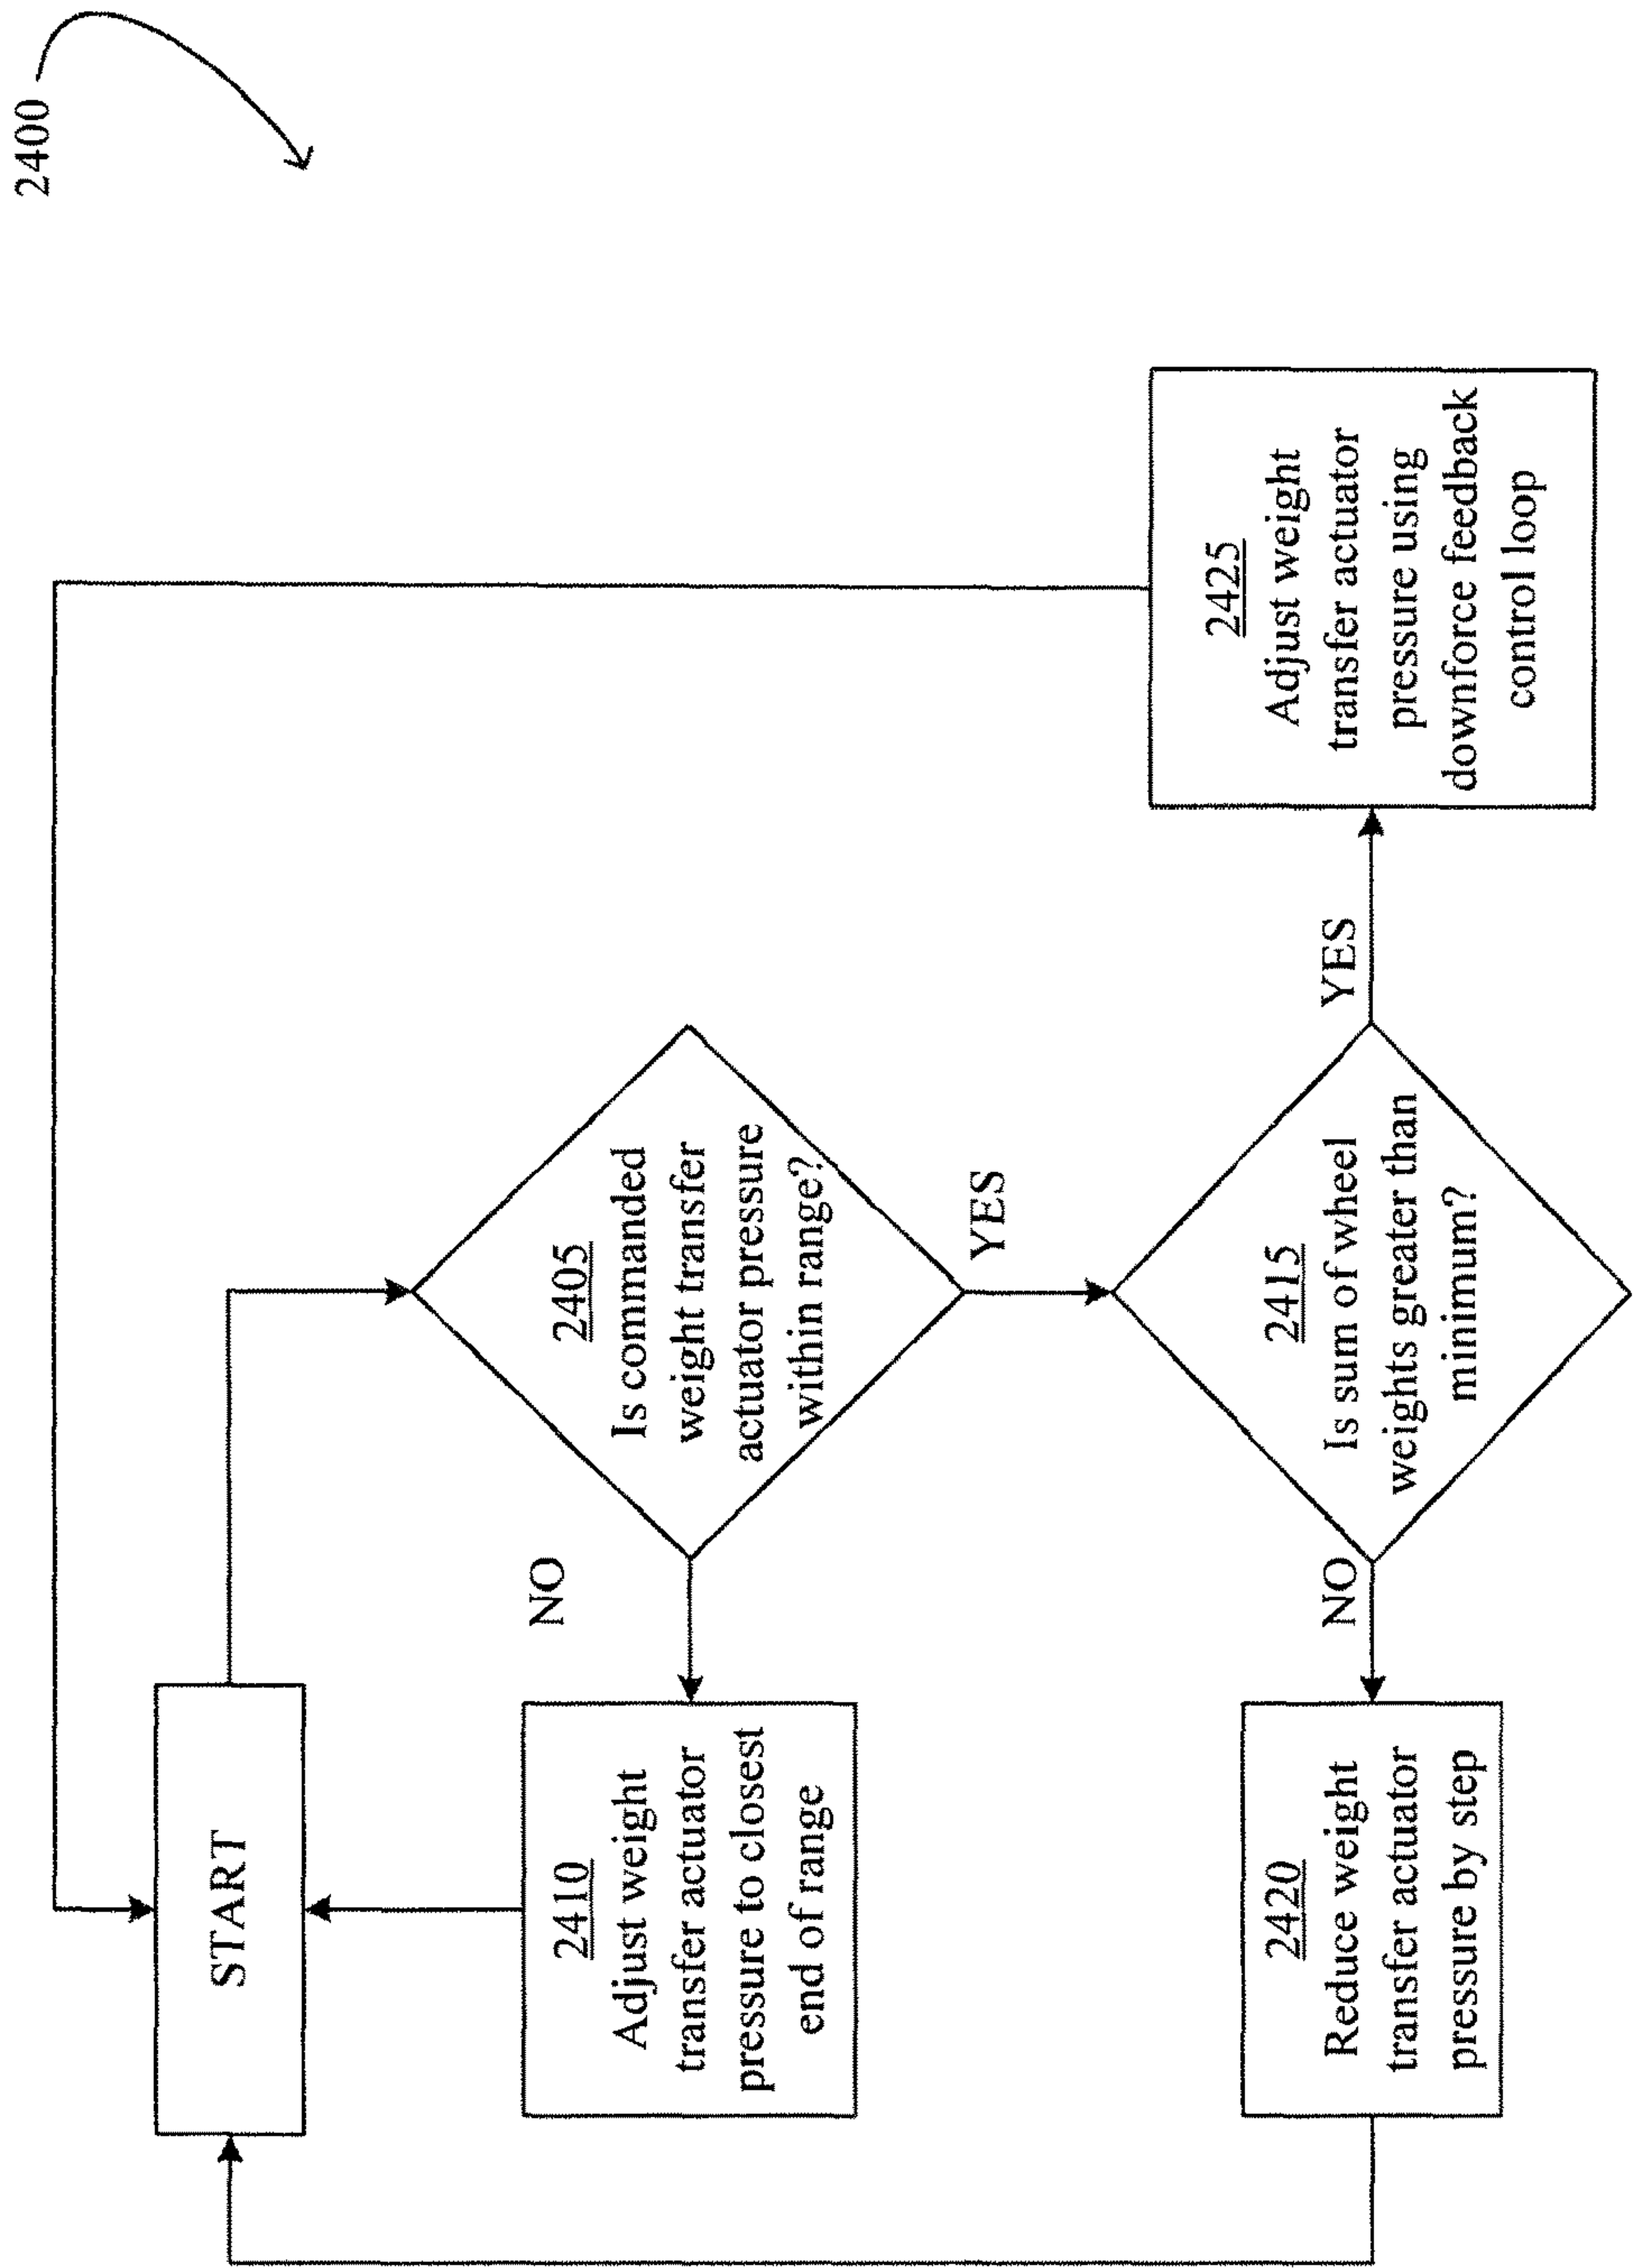 2400
START
2405
Is commanded
weight transfer
actuator pressure
within range?
NO
YES
2410
Adjust weight
transfer actuator
pressure to closest
end of range
2415
Is sum of wheel
weights greater than
minimum?
NO
YES
2420
Reduce weight
transfer actuator
pressure by step
2425
Adjust weight
transfer actuator
pressure using
downforce feedback
control loop